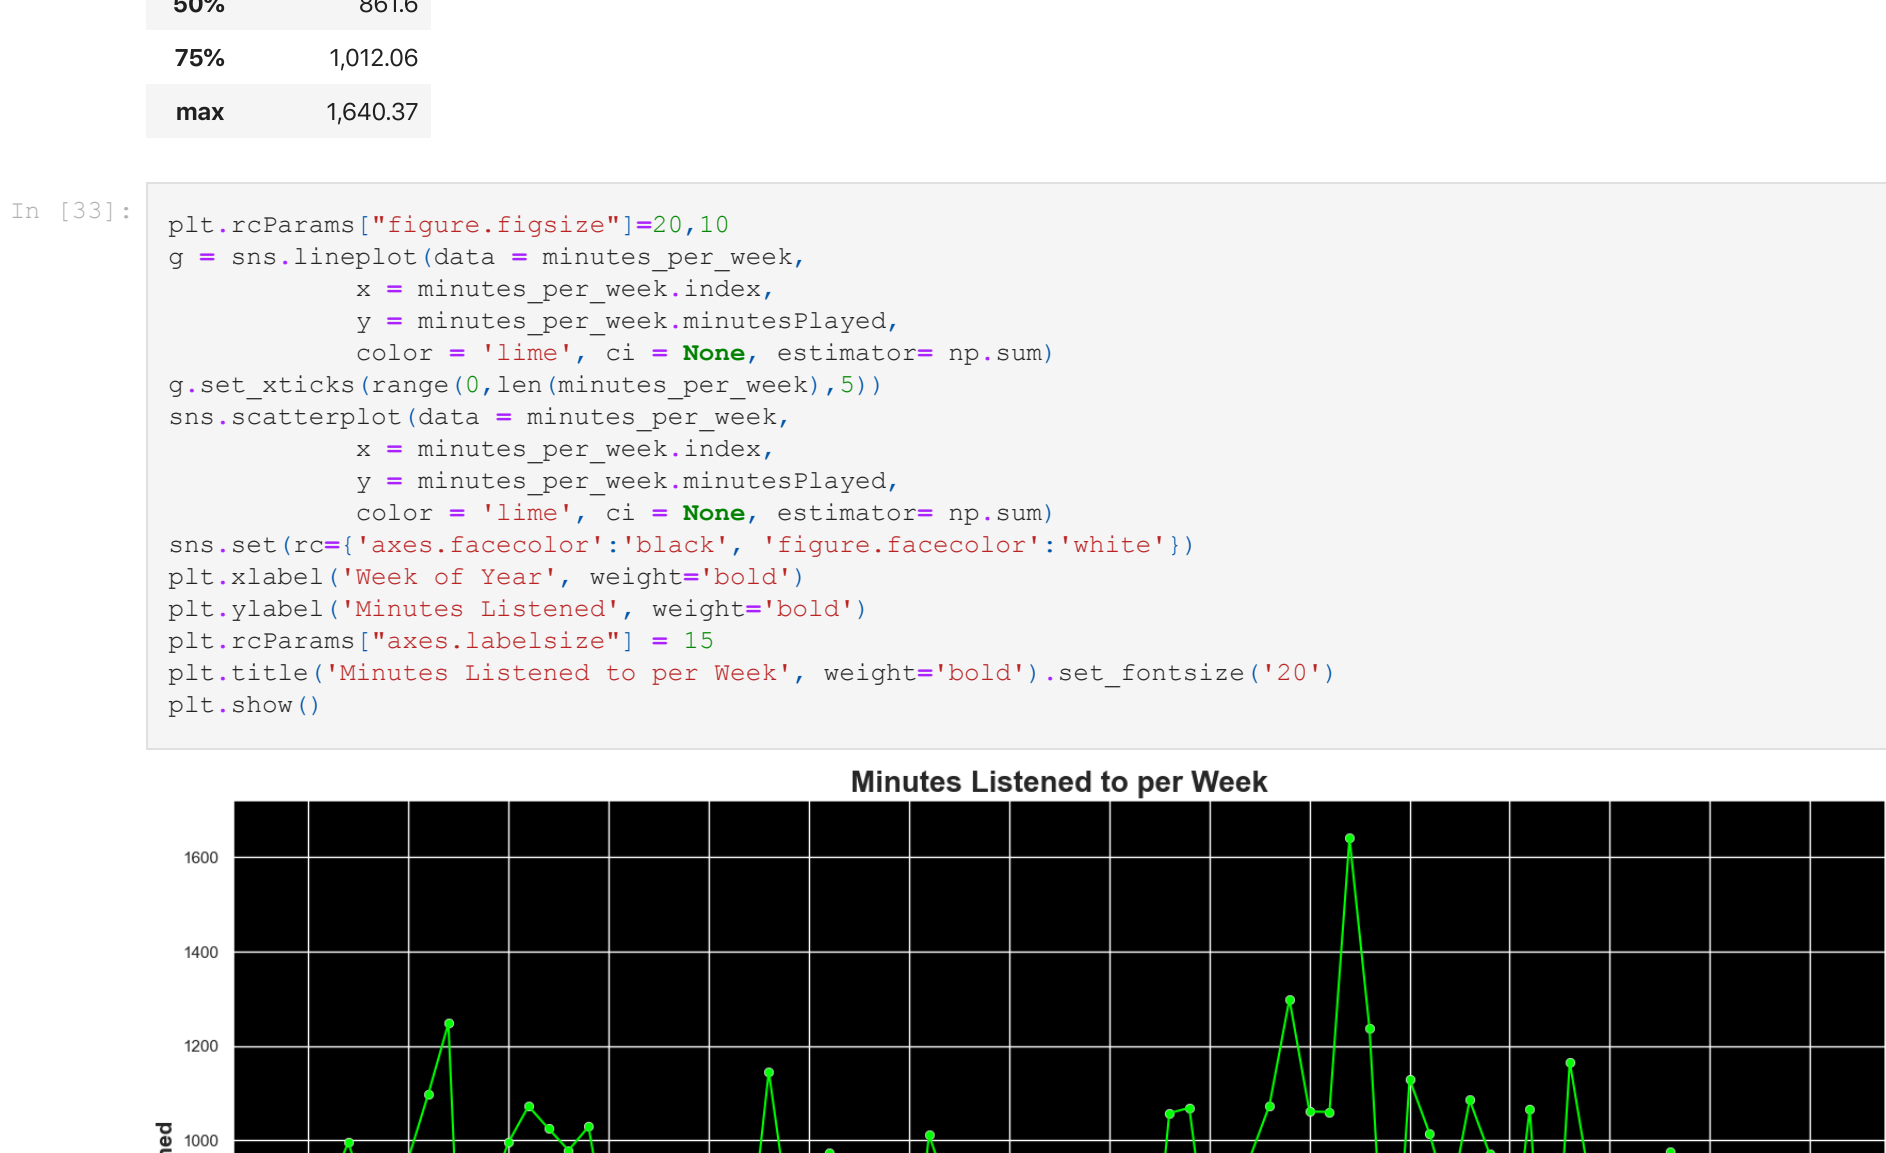 50% 861.6
75% 1,012.06
max 1,640.37
In [33]:
plt.rcParams["figure.figsize"]=20,10
g = sns.lineplot(data = minutes_per_week,
            x = minutes_per_week.index,
            y = minutes_per_week.minutesPlayed,
            color = 'lime', ci = None, estimator= np.sum)
g.set_xticks(range(0,len(minutes_per_week),5))
sns.scatterplot(data = minutes_per_week,
            x = minutes_per_week.index,
            y = minutes_per_week.minutesPlayed,
            color = 'lime', ci = None, estimator= np.sum)
sns.set(rc={'axes.facecolor':'black', 'figure.facecolor':'white'})
plt.xlabel('Week of Year', weight='bold')
plt.ylabel('Minutes Listened', weight='bold')
plt.rcParams["axes.labelsize"] = 15
plt.title('Minutes Listened to per Week', weight='bold').set_fontsize('20')
plt.show()
Minutes Listened to per Week
1600
1400
1200
1000